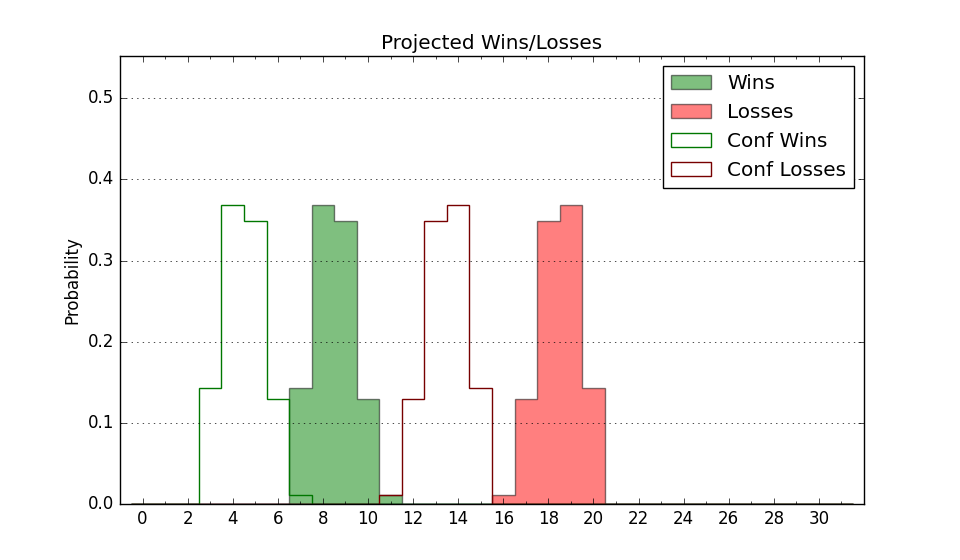 Projected Wins/Losses
Wins
Losses
Conf Wins
Conf Losses
Probability
0.5
0.4
0.3
0.2
0.1
0.0
0 2 4 6 8 10 12 14 16 18 20 22 24 26 28 30